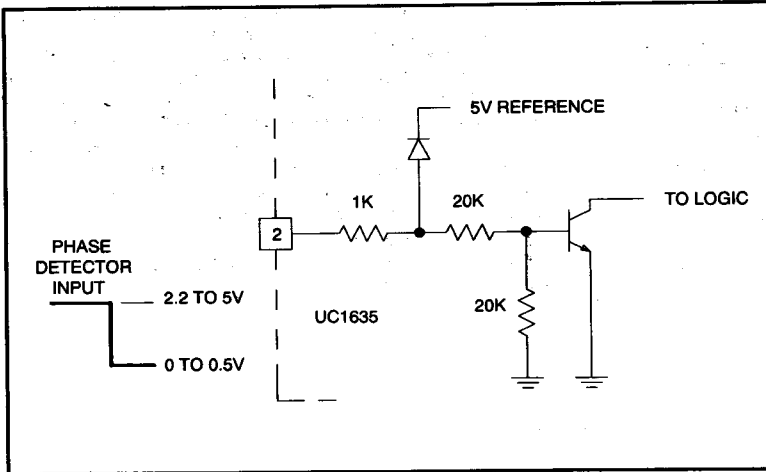 5V REFERENCE
1K
20K
TO LOGIC
2
PHASE
DETECTOR
INPUT
2.2 TO 5V
UC1635
20K
0 TO 0.5V